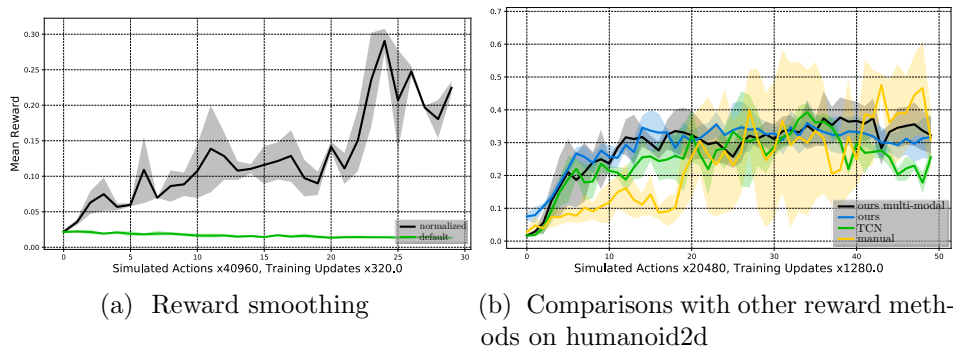 0.30
0.25
0.20
0.15
0.10
0.05
0.00
Mean Reward
normalized
default
0 5 10 15 20 25 30
Simulated Actions x40960, Training Updates x320.0
(a) Reward smoothing
0.7
0.6
0.5
0.4
0.3
0.2
0.1
0.0
ours multi-modal
ours
TCN
manual
0 10 20 30 40 50
Simulated Actions x20480, Training Updates x1280.0
(b) Comparisons with other reward meth-
ods on humanoid2d